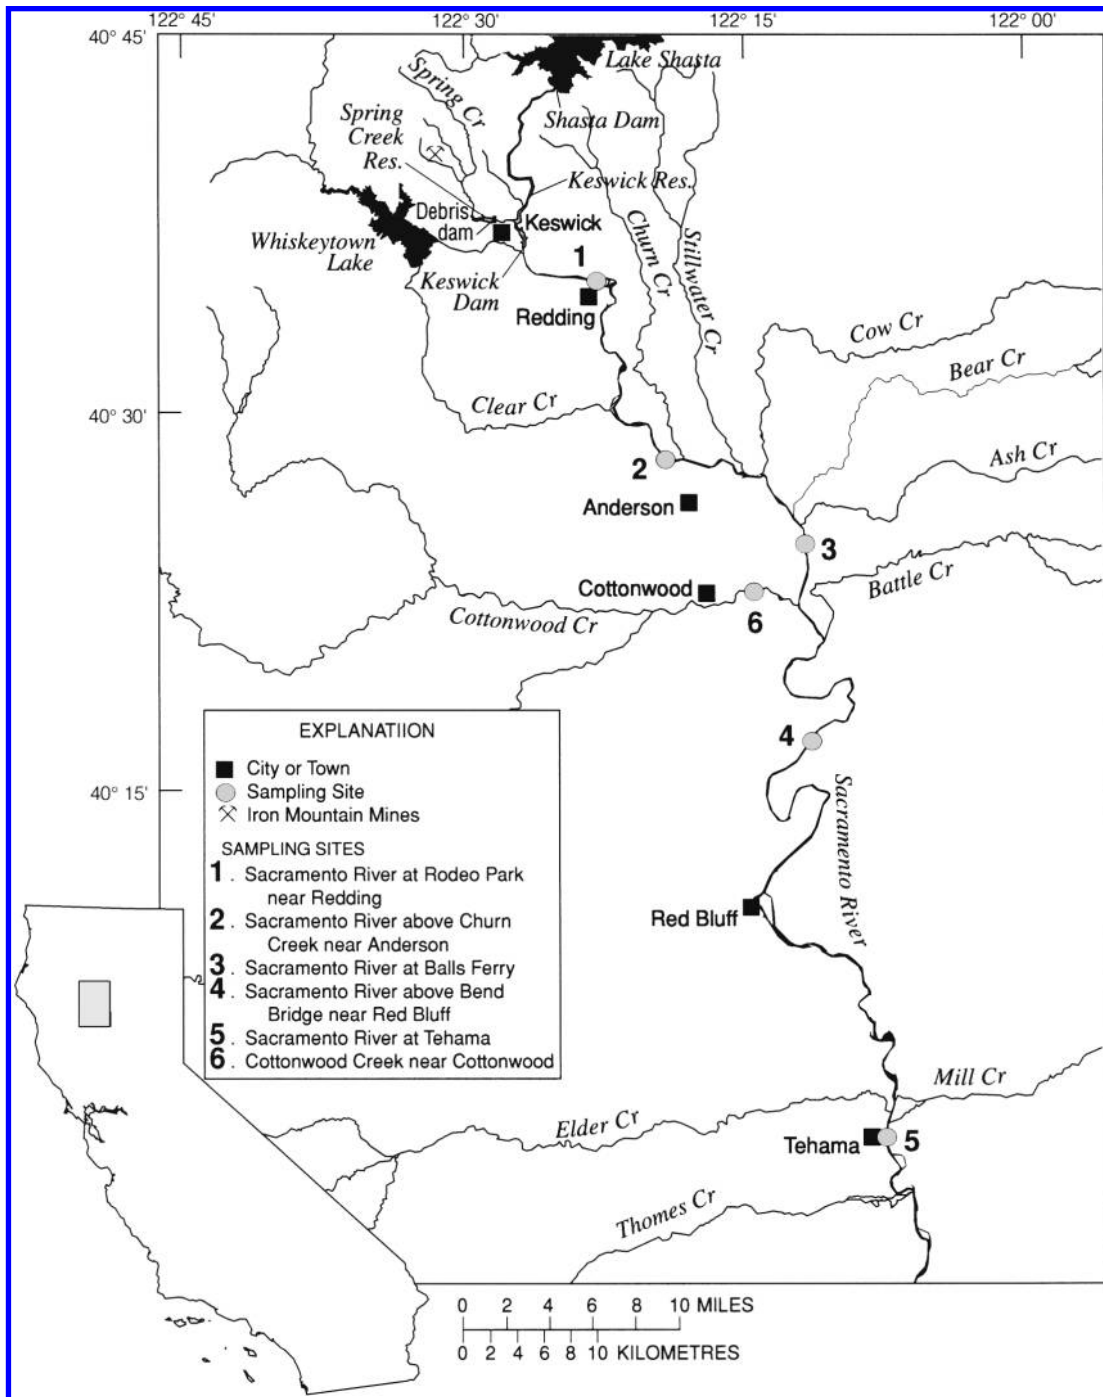 122° 45'
122° 30'
122° 15'
122° 00'
40° 45'
Lake Shasta
Spring Cr
Shasta Dam
Spring
Creek
Res.
Keswick Res.
Debris
dam
Keswick
Whiskeytown
Lake
Keswick
Dam
1
Redding
Churn Cr
Stillwater Cr
Cow Cr
Bear Cr
40° 30'
Clear Cr
2
Ash Cr
Anderson
3
Cottonwood
Battle Cr
Cottonwood Cr
6
4
Sacramento River
40° 15'
EXPLANATIION
City or Town
Sampling Site
Iron Mountain Mines
SAMPLING SITES
1 . Sacramento River at Rodeo Park
near Redding
2 . Sacramento River above Churn
Creek near Anderson
3 . Sacramento River at Balls Ferry
4 . Sacramento River above Bend
Bridge near Red Bluff
5 . Sacramento River at Tehama
6 . Cottonwood Creek near Cottonwood
Red Bluff
Mill Cr
Elder Cr
Tehama
5
Thomes Cr
0 2 4 6 8 10 MILES
0 2 4 6 8 10 KILOMETRES